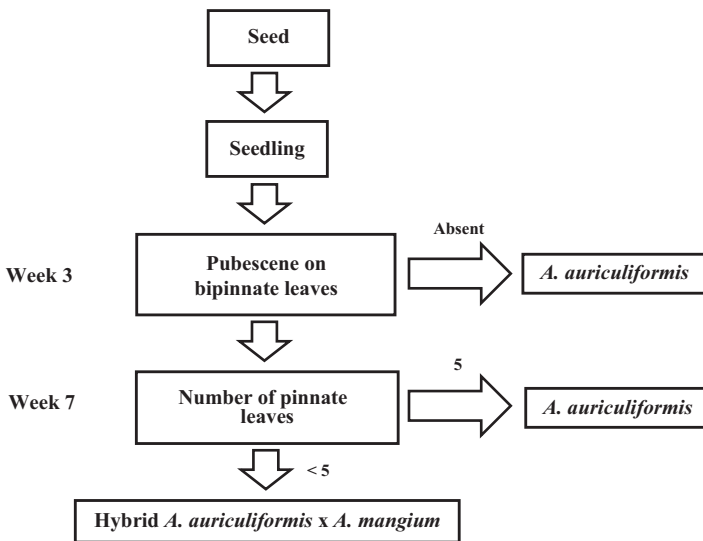 Seed
Seedling
Absent
Week 3
Pubescene on
bipinnate leaves
A. auriculiformis
5
Week 7
Number of pinnate
leaves
A. auriculiformis
< 5
Hybrid A. auriculiformis x A. mangium